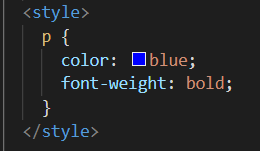 <style>
  p {
    color: blue;
    font-weight: bold;
  }
</style>